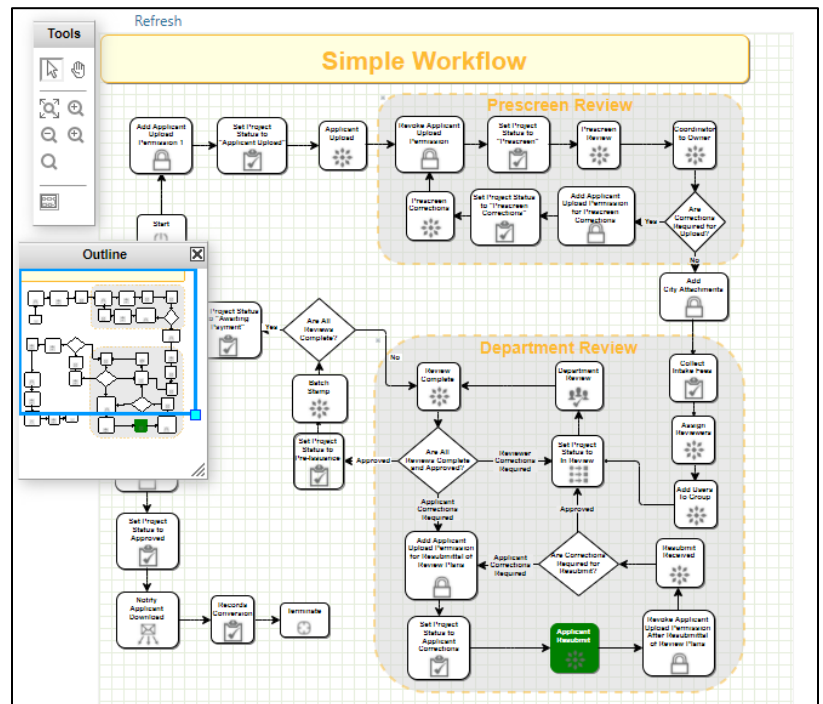 Refresh
Tools
Simple Workflow
Prescreen Review
Add Applicant
Upload
Permission 1
Set Project
Status to
"Applicant Upload"
Applicant
Upload
Revoke Applicant
Upload
Permission
Set Project
Status to
"Prescreen"
Prescreen
Review
Coordinator
to Owner
Start
Prescreen
Corrections
Set Project Status
to "Prescreen
Corrections"
Add Applicant
Upload Permission
for Prescreen
Corrections
Yes
Are
Corrections
Required for
Upload?
No
Outline
Add
City Attachments
Project Status
"Awaiting
Payment"
Yes
Are All
Reviews
Complete?
No
Department Review
Review
Complete
Department
Review
Collect
Intake Fees
Batch
Stamp
Assign
Reviewers
Set Project
Status to
Pre-Issuance
Approved
Are All
Reviews Complete
and Approved?
Reviewer
Corrections
Required
Set Project
Status to
In Review
Add Users
To Group
Applicant
Corrections
Required
Approved
Set Project
Status to
Approved
Add Applicant
Upload Permission
for Resubmittal of
Review Plans
Applicant
Corrections
Required
Are Corrections
Required for
Resubmit?
Resubmit
Received
Notify
Applicant
Download
Records
Conversion
Terminate
Set Project
Status to
Applicant
Corrections
Applicant
Resubmit
Revoke Applicant
Upload Permission
After Resubmittal
of Review Plans